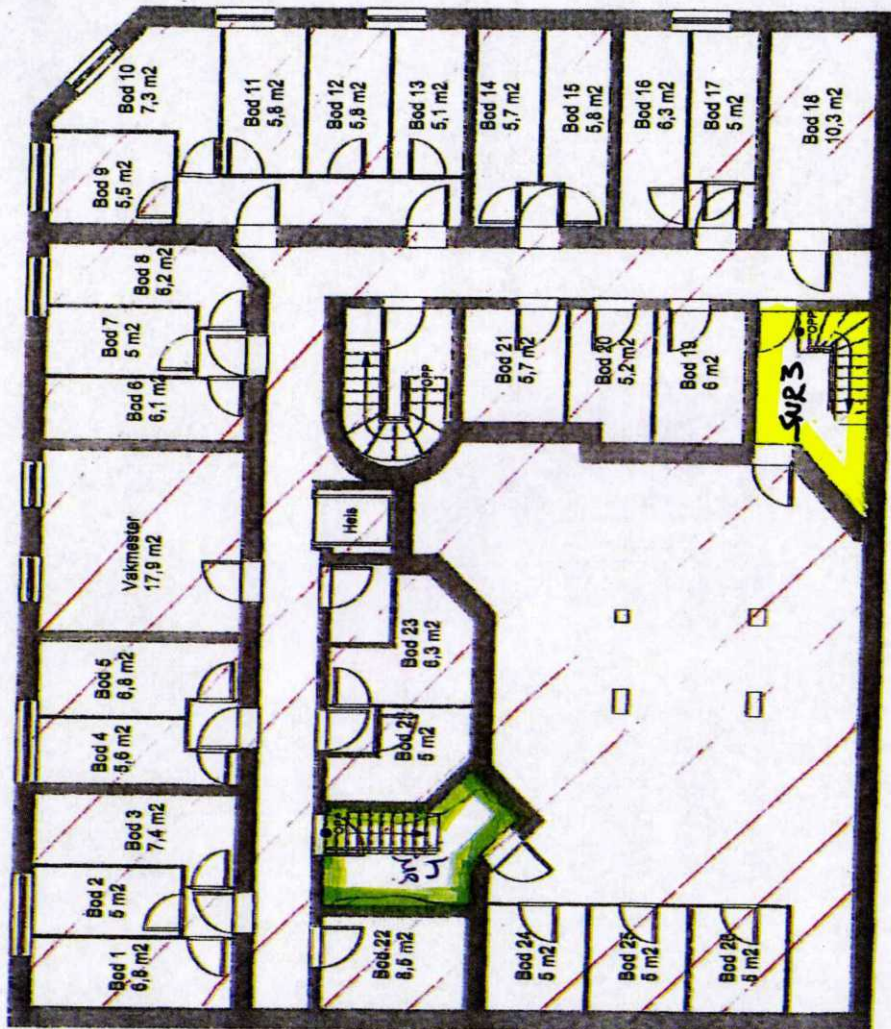 Bod 1
6,8 m2
Bod 2
5 m2
Bod 3
7,4 m2
Bod 4
5,6 m2
Bod 5
6,8 m2
Vakmester
17,9 m2
Bod 6
6,1 m2
Bod 7
5 m2
Bod 8
6,2 m2
Bod 9
5,5 m2
Bod 10
7,3 m2
Bod 11
5,8 m2
Bod 12
5,8 m2
Bod 13
5,1 m2
Bod 14
5,7 m2
Bod 15
5,8 m2
Bod 16
6,3 m2
Bod 17
5 m2
Bod 18
10,3 m2
Bod 22
8,5 m2
OPP
Bod
5 m2
Bod 23
6,3 m2
Heis
OPP
Bod 21
5,7 m2
Bod 20
5,2 m2
Bod 19
6 m2
OPP
SUR 3
Bod 24
5 m2
Bod 25
Bod